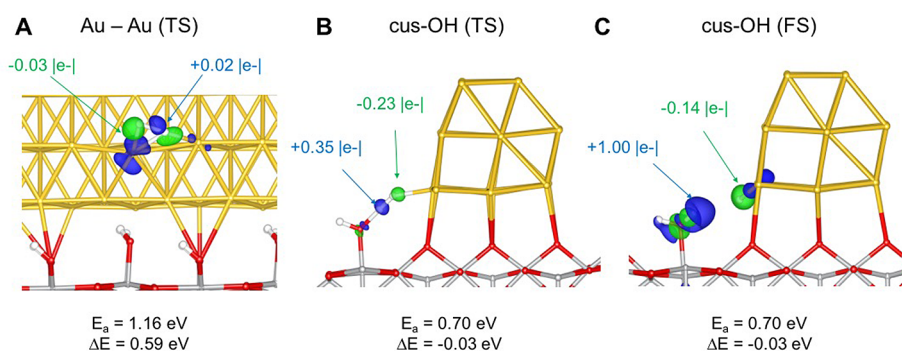 A Au – Au (TS)
-0.03 |e-|
+0.02 |e-|
Eₐ = 1.16 eV
ΔE = 0.59 eV
B cus-OH (TS)
-0.23 |e-|
+0.35 |e-|
Eₐ = 0.70 eV
ΔE = -0.03 eV
C cus-OH (FS)
-0.14 |e-|
+1.00 |e-|
Eₐ = 0.70 eV
ΔE = -0.03 eV